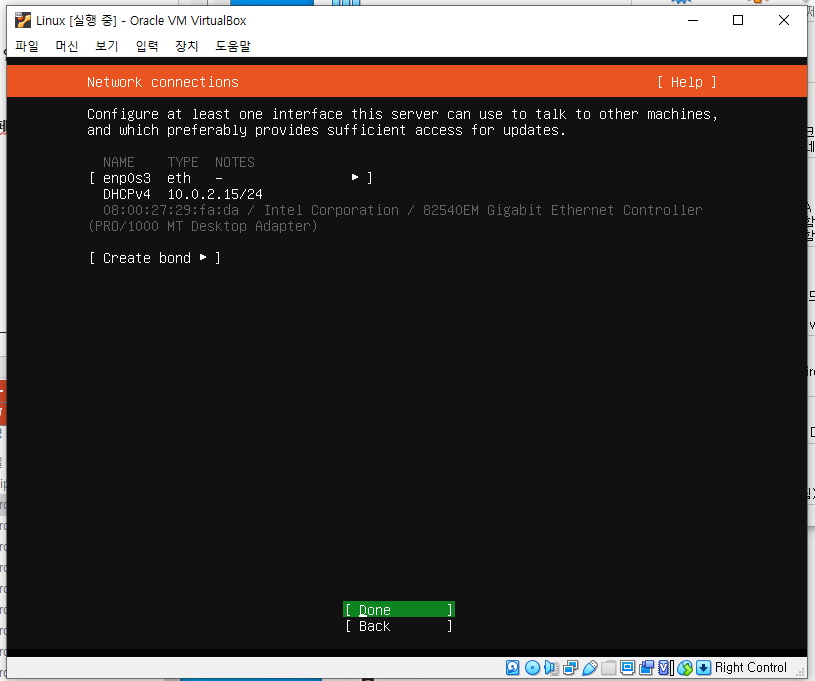 Linux [실행 중] - Oracle VM VirtualBox
파일 머신 보기 입력 장치 도움말
Network connections [ Help ]
Configure at least one interface this server can use to talk to other machines,
and which preferably provides sufficient access for updates.
NAME TYPE NOTES
[ enp0s3 eth - ▸ ]
DHCPv4 10.0.2.15/24
08:00:27:29:fa:da / Intel Corporation / 82540EM Gigabit Ethernet Controller
(PRO/1000 MT Desktop Adapter)
[ Create bond ▸ ]
[ Done ]
[ Back ]
Right Control